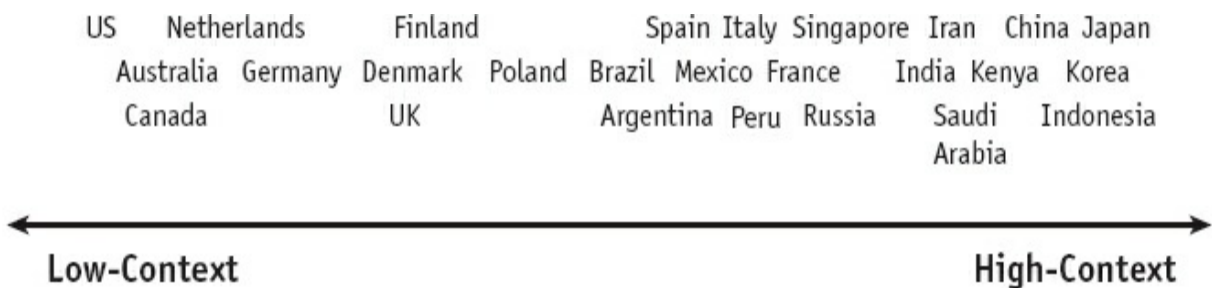 US Netherlands Finland Spain Italy Singapore Iran China Japan
Australia Germany Denmark Poland Brazil Mexico France India Kenya Korea
Canada UK Argentina Peru Russia Saudi Indonesia
Arabia
Low-Context High-Context